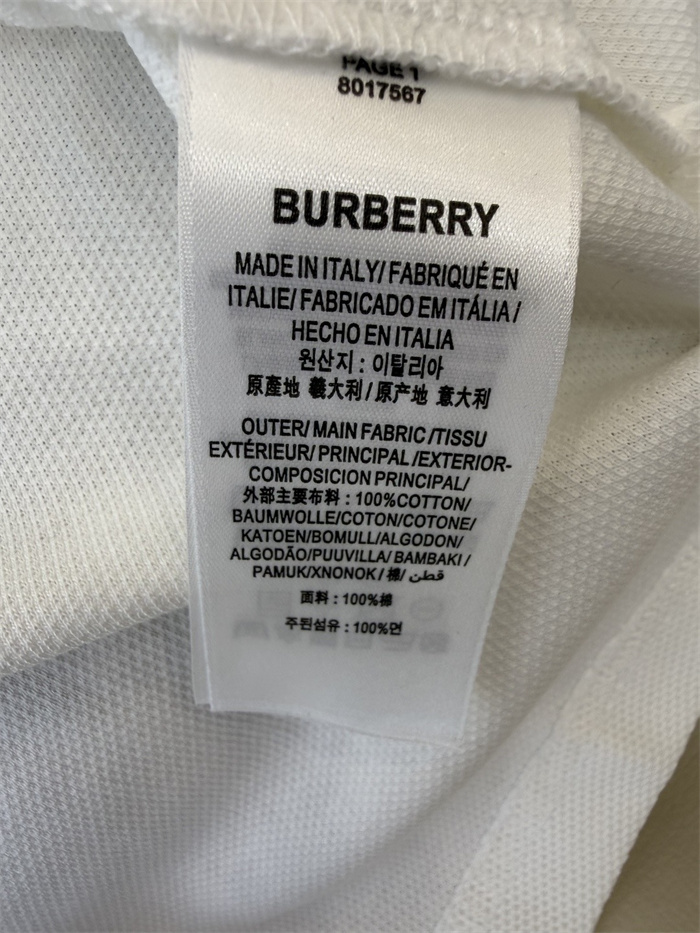 PAGE 1
8017567
BURBERRY
MADE IN ITALY/ FABRIQUÉ EN
ITALIE/ FABRICADO EM ITÁLIA /
HECHO EN ITALIA
원산지 : 이탈리아
原產地 義大利 / 原产地 意大利
OUTER/ MAIN FABRIC /TISSU
EXTÉRIEUR/ PRINCIPAL /EXTERIOR-
COMPOSICION PRINCIPAL/
外部主要布料 : 100%COTTON/
BAUMWOLLE/COTON/COTONE/
KATOEN/BOMULL/ALGODON/
ALGODÃO/PUUVILLA/ BAMBAKI /
PAMUK/XNONOK / 棉/ قطن
面料 : 100%棉
주된섬유 : 100%면